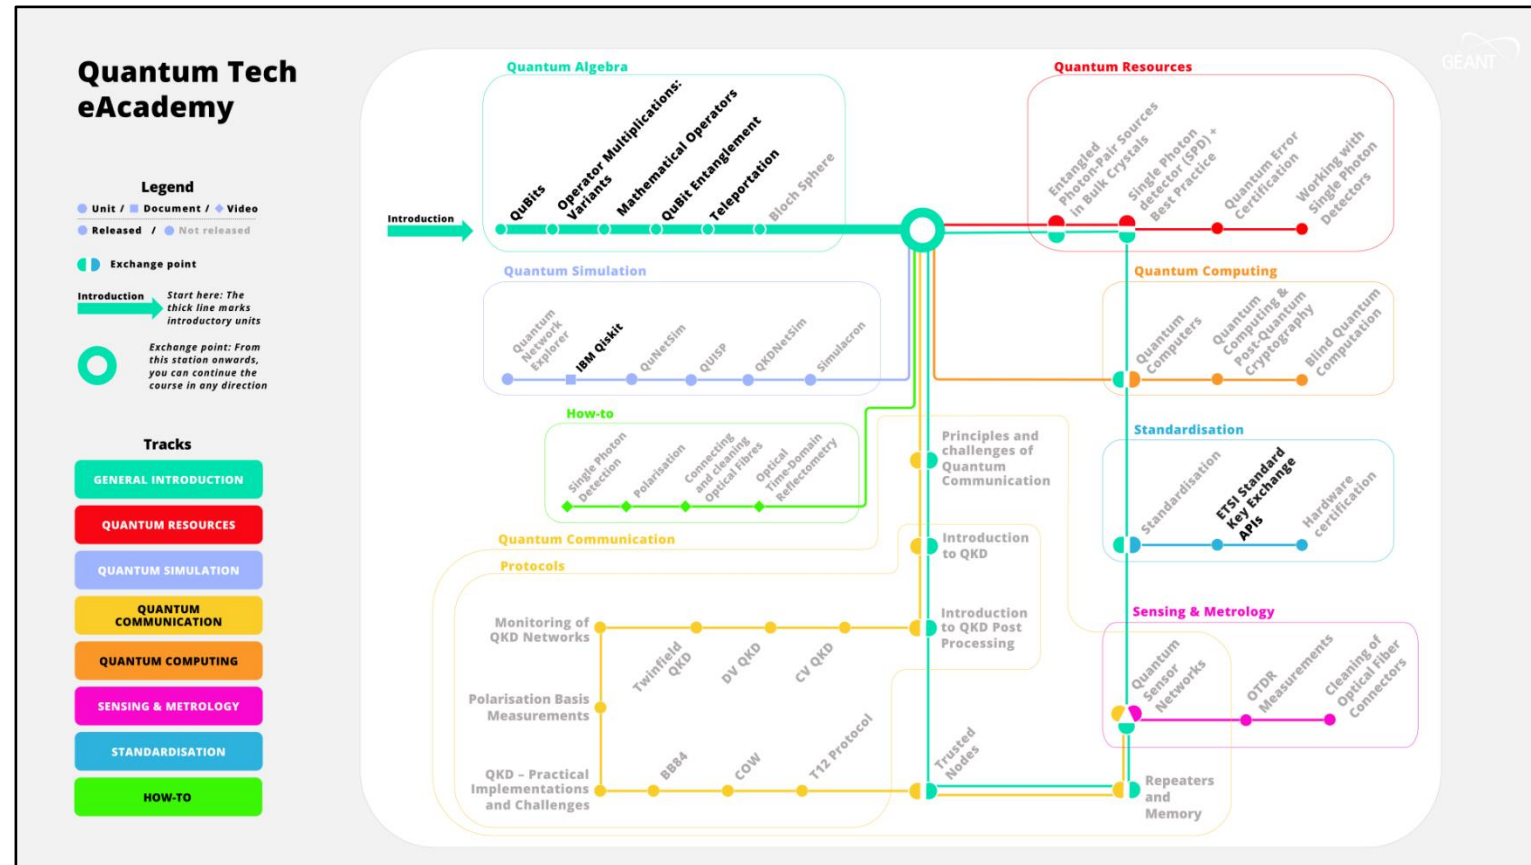 Quantum Tech
eAcademy
GÉANT
Legend
Unit / Document / Video
Released / Not released
Exchange point
Introduction
Start here: The
thick line marks
introductory units
Exchange point: From
this station onwards,
you can continue the
course in any direction
Tracks
GENERAL INTRODUCTION
QUANTUM RESOURCES
QUANTUM SIMULATION
QUANTUM
COMMUNICATION
QUANTUM COMPUTING
SENSING & METROLOGY
STANDARDISATION
HOW-TO
Introduction
Quantum Algebra
QuBits
Operator Multiplications:
Variants
Mathematical Operators
QuBit Entanglement
Teleportation
Bloch Sphere
Quantum Resources
Entangled
Photon-Pair Sources
in Bulk Crystals
Single Photon
detector (SPD) +
Best Practice
Quantum Error
Certification
Working with
Single Photon
Detectors
Quantum Simulation
Quantum
Network
Explorer
IBM Qiskit
QuNetSim
QUISP
QKDNetSim
Simulacron
Quantum Computing
Quantum
Computers
Quantum
Computing &
Post-Quantum
Cryptography
Blind Quantum
Computation
How-to
Single Photon
Detection
Polarisation
Connecting
and cleaning
Optical Fibres
Optical
Time-Domain
Reflectometry
Principles and
challenges of
Quantum
Communication
Standardisation
Standardisation
ETSI Standard
Key Exchange
APIs
Hardware
certification
Quantum Communication
Protocols
Introduction
to QKD
Introduction
to QKD Post
Processing
Monitoring of
QKD Networks
Twinfield
QKD
DV QKD
CV QKD
Polarisation Basis
Measurements
QKD – Practical
Implementations
and Challenges
BB84
COW
T12 Protocol
Trusted
Nodes
Repeaters
and
Memory
Sensing & Metrology
Quantum
Sensor
Networks
OTDR
Measurements
Cleaning of
Optical Fiber
Connectors